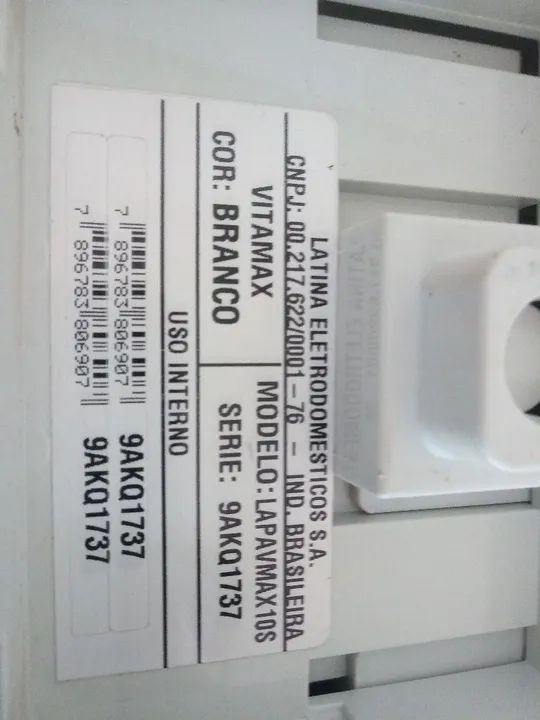 LATINA ELETRODOMESTICOS S.A.
CNPJ: 00.217.622/0001-76 - IND. BRASILEIRA
VITAMAX
MODELO: LAPAVMAX10S
COR: BRANCO
SERIE: 9AKQ1737
USO INTERNO
7 896783 806907
9AKQ1737
7 896783 806907
9AKQ1737